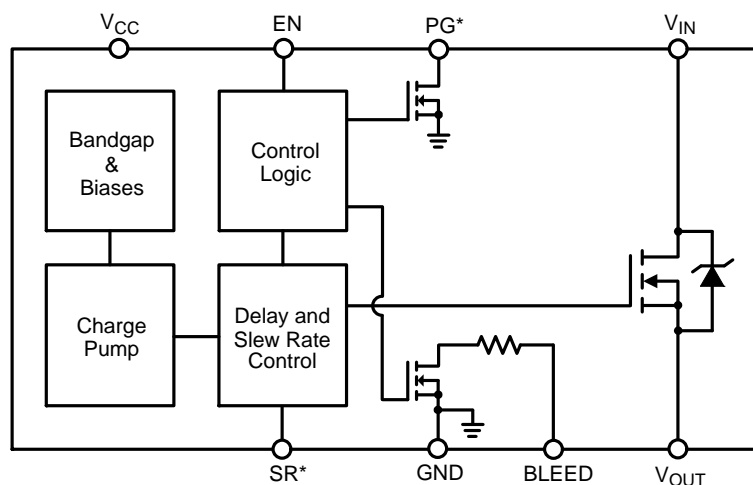 VCC
EN
PG*
VIN
Bandgap
&
Biases
Control
Logic
Charge
Pump
Delay and
Slew Rate
Control
SR*
GND
BLEED
VOUT